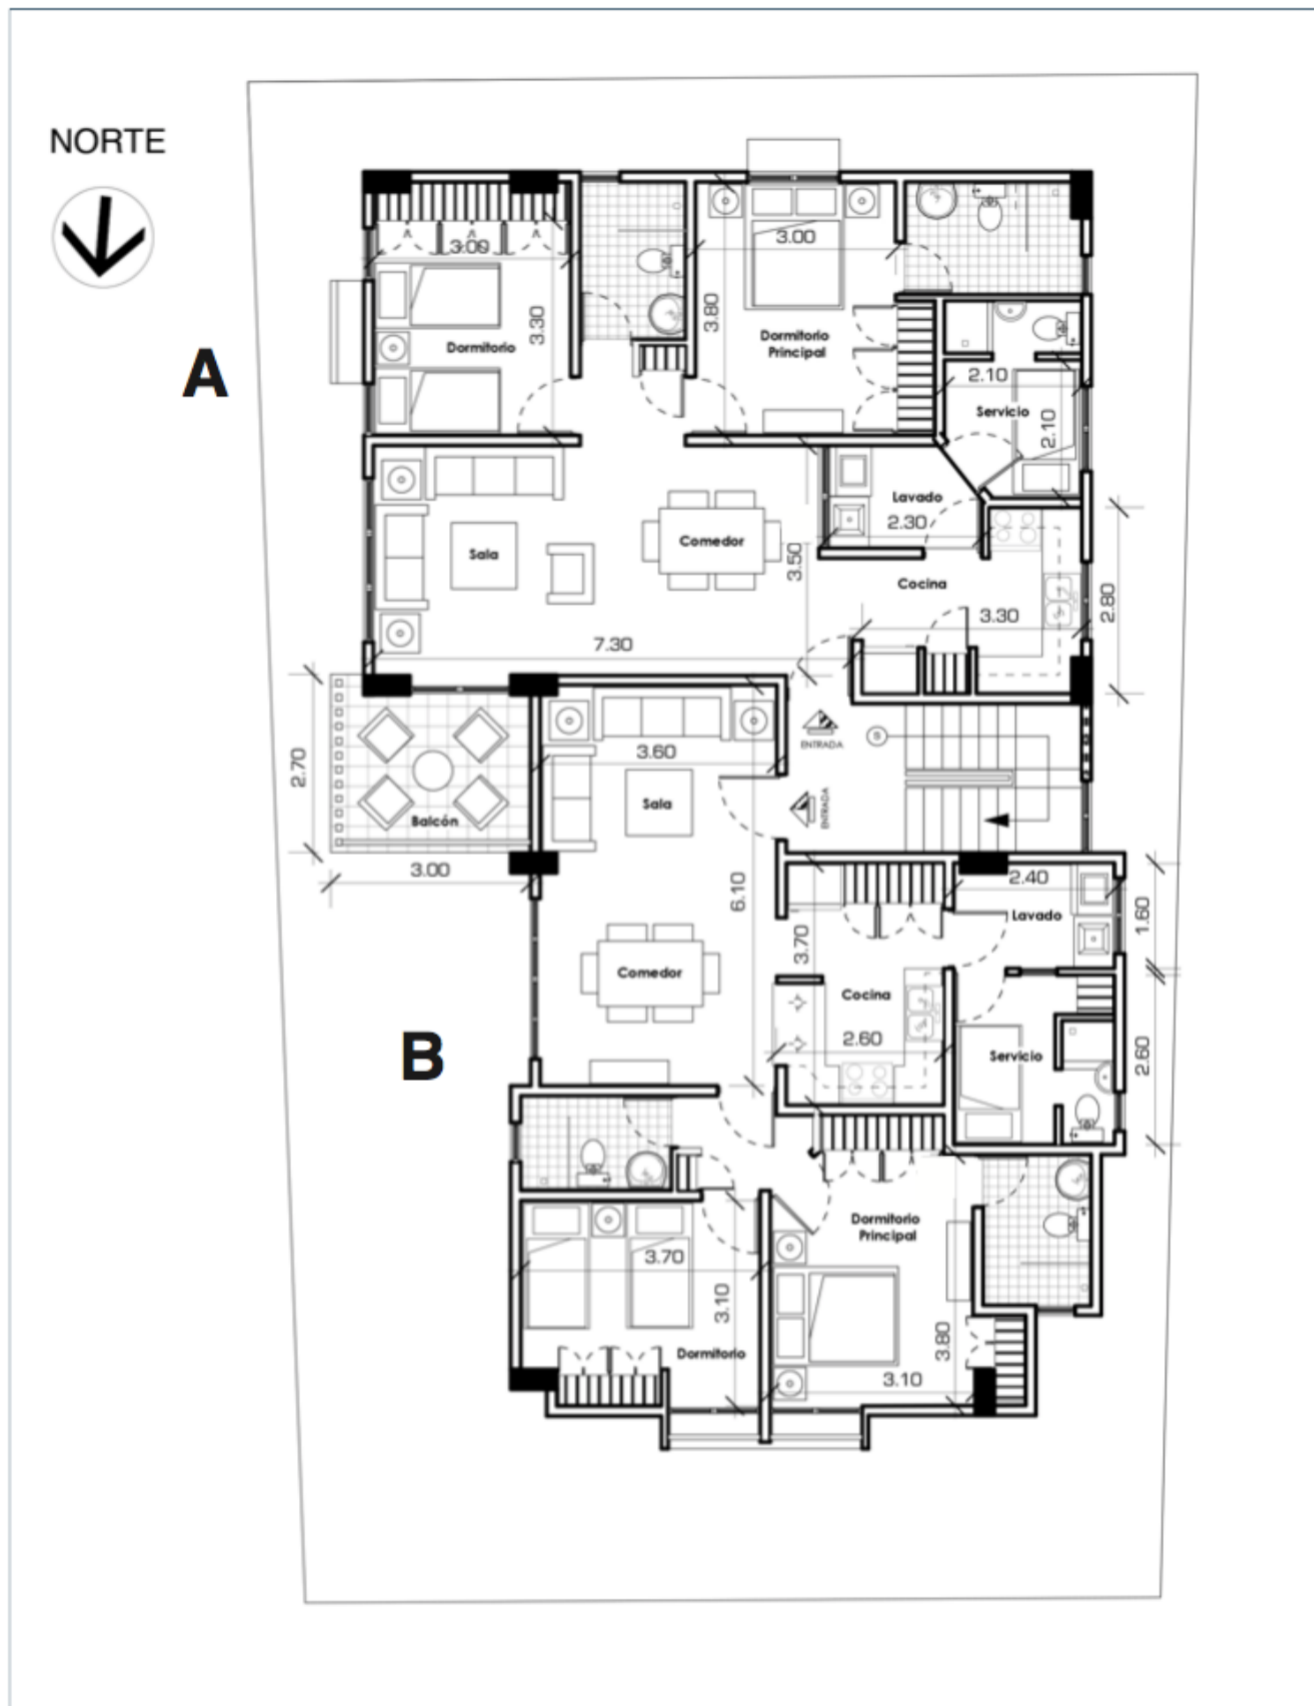 NORTE
3.00
3.00
3.30
3.80
Dormitorio
Dormitorio
Principal
A
2.10
Servicio
2.10
Lavado
2.30
Sala
Comedor
3.50
Cocina
3.30
2.80
7.30
ENTRADA
S
3.60
2.70
Sala
ENTRADA
Balcón
3.00
6.10
2.40
Lavado
1.60
3.70
Comedor
Cocina
2.60
B
Servicio
2.60
Dormitorio
Principal
3.70
3.10
Dormitorio
3.80
3.10